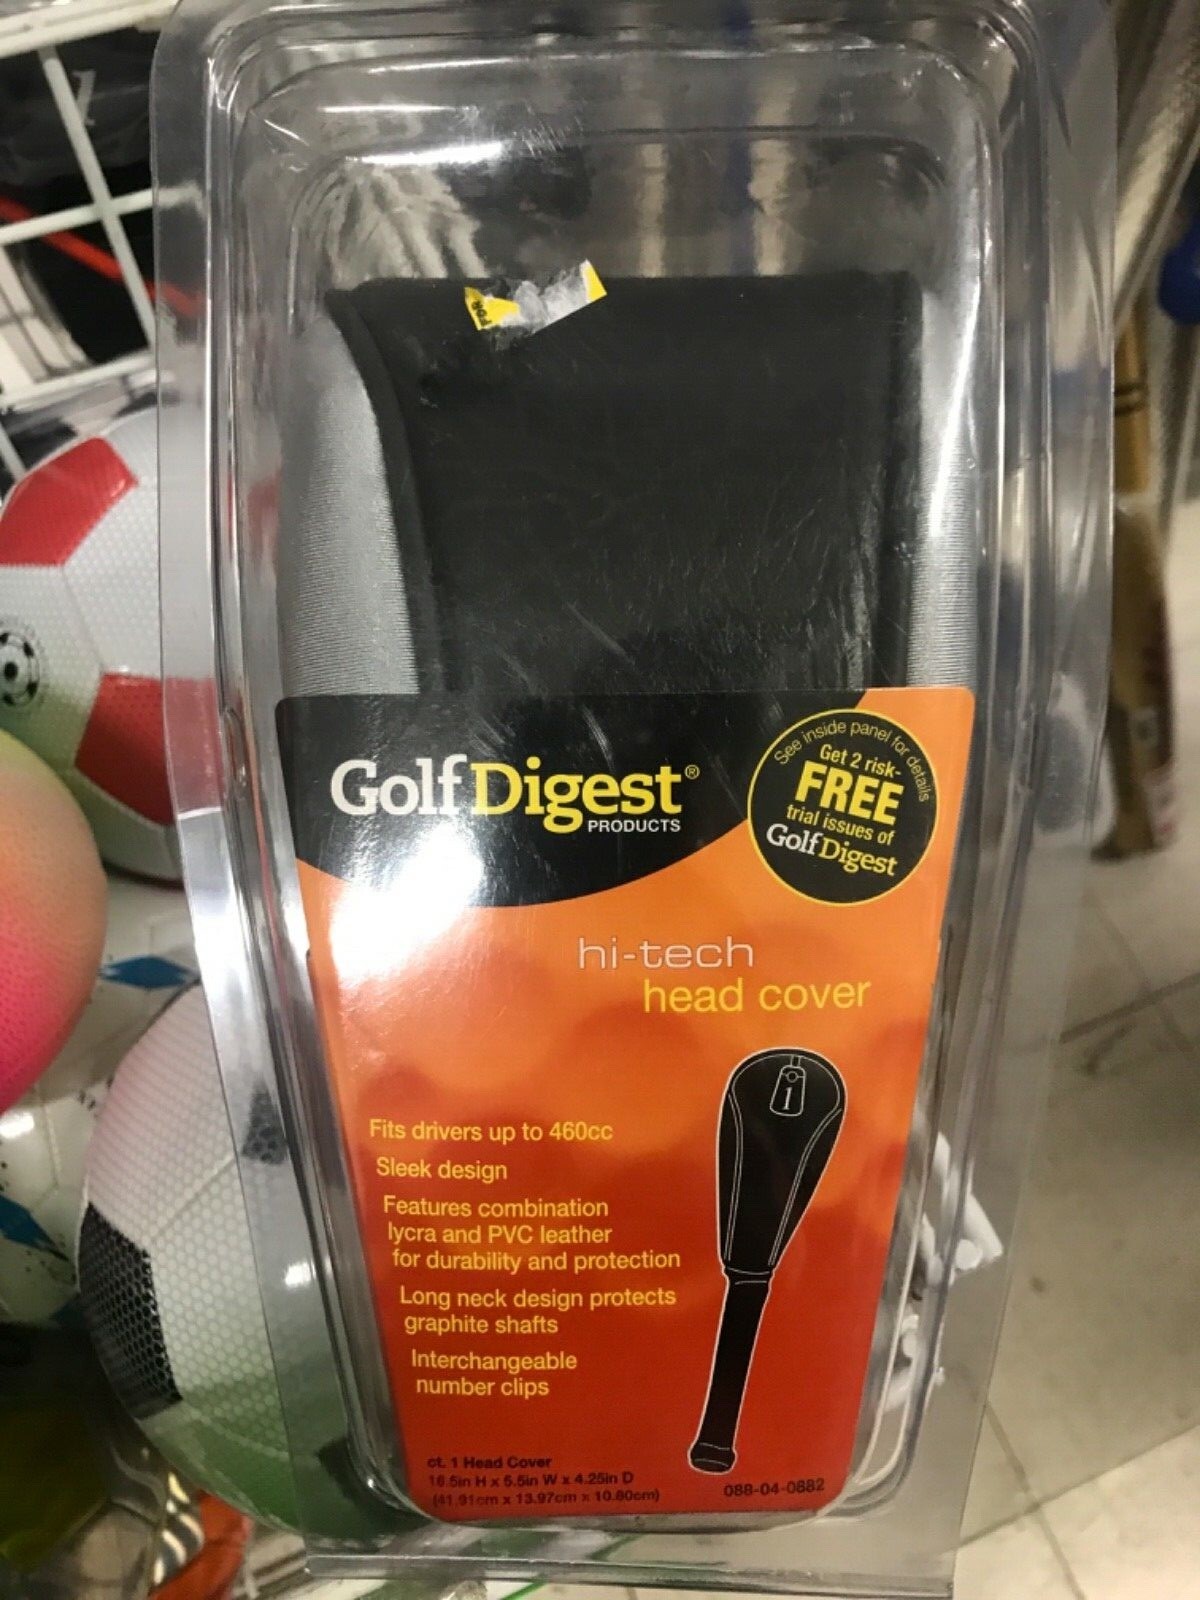 FOR
Golf Digest®
PRODUCTS
See inside panel for details
Get 2 risk-
FREE
trial issues of
Golf Digest
hi-tech
head cover
1
Fits drivers up to 460cc
Sleek design
Features combination
lycra and PVC leather
for durability and protection
Long neck design protects
graphite shafts
Interchangeable
number clips
ct. 1 Head Cover
16.5in H x 5.5in W x 4.25in D
(41.91cm x 13.97cm x 10.80cm)
088-04-0882